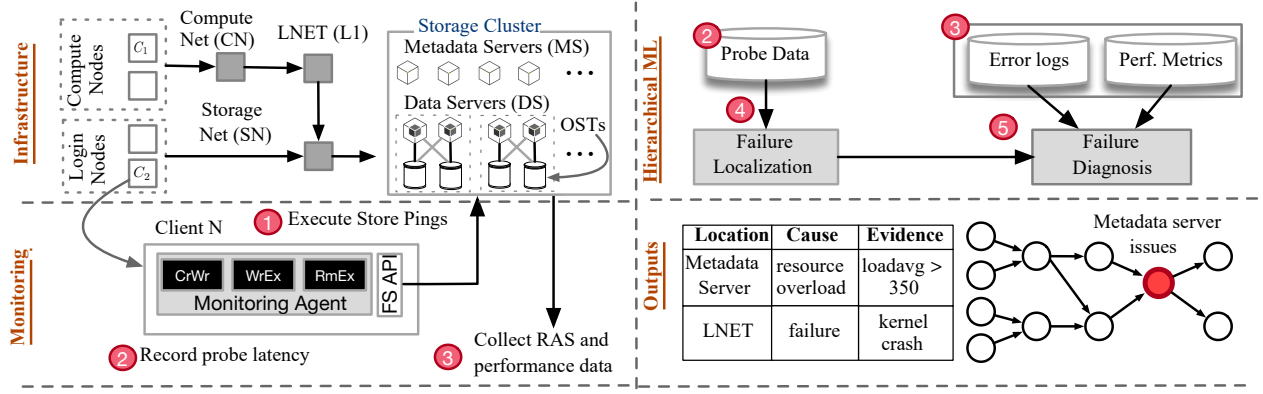 Infrastructure
Compute
Nodes
C1
Compute
Net (CN)
LNET (L1)
Storage
Net (SN)
Login
Nodes
C2
Storage Cluster
Metadata Servers (MS)
...
Data Servers (DS)
OSTs
...
Monitoring
1 Execute Store Pings
Client N
CrWr
WrEx
RmEx
Monitoring Agent
FS API
2 Record probe latency
3 Collect RAS and
performance data
Hierarchical ML
2 Probe Data
3
Error logs
Perf. Metrics
4
5
Failure
Localization
Failure
Diagnosis
Outputs
Location Cause Evidence
Metadata resource loadavg >
Server overload 350
LNET failure kernel
crash
Metadata server
issues